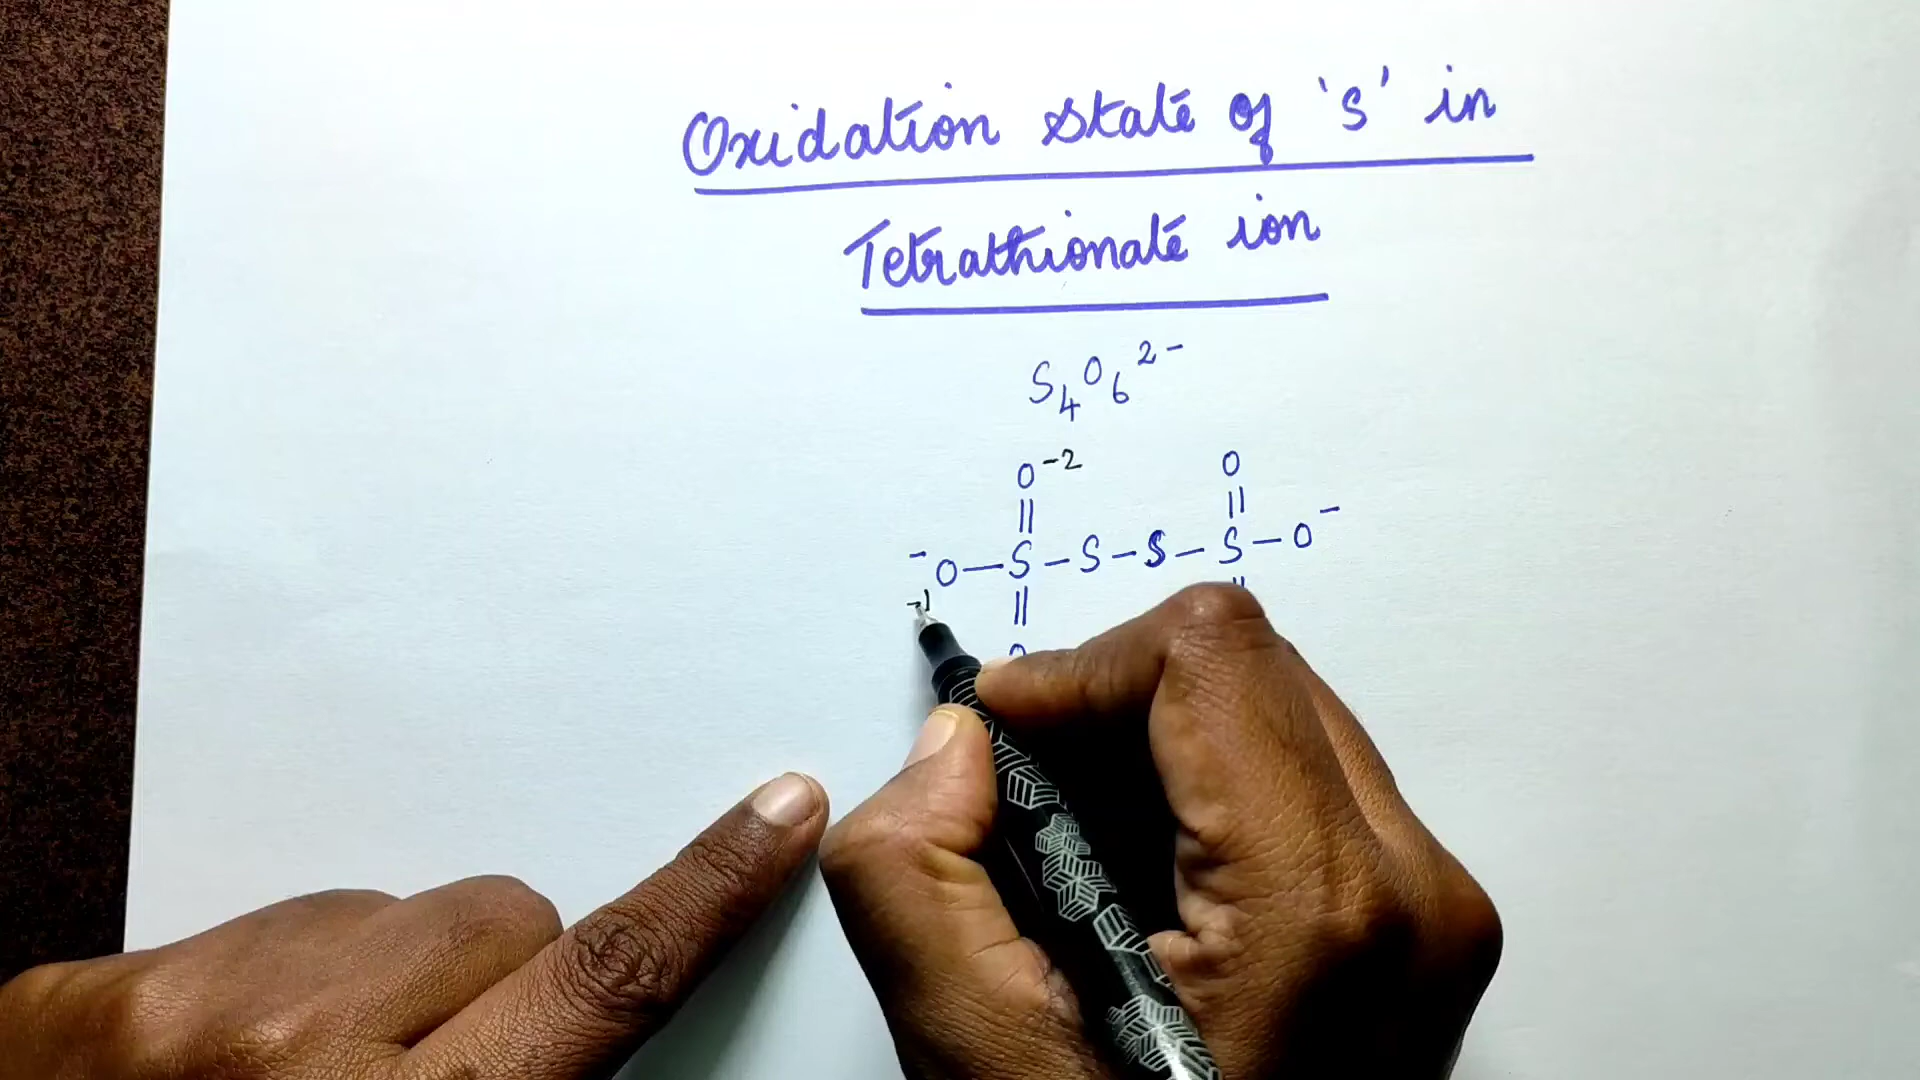 Oxidation state of 's' in
Tetrathionate ion
S4O6 2-
O -2 O
||  ||
- O — S – S – S – S – O -
-1 || ||
O